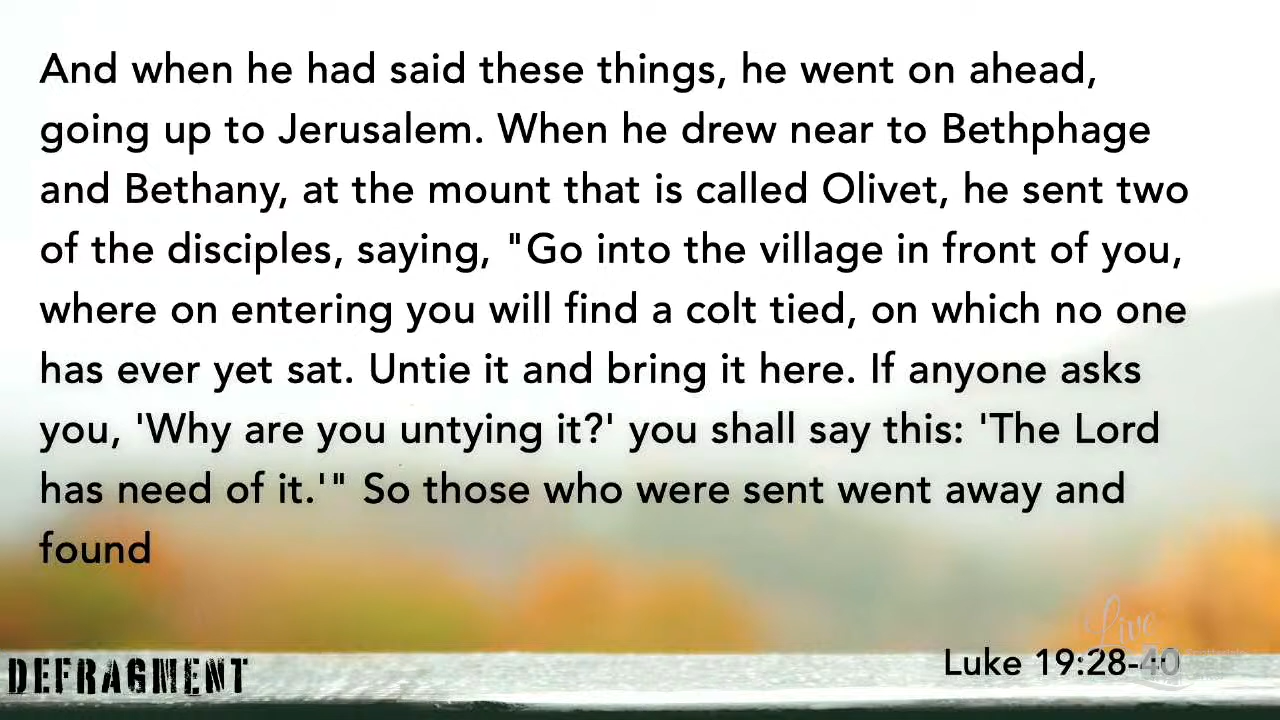 And when he had said these things, he went on ahead,
going up to Jerusalem. When he drew near to Bethphage
and Bethany, at the mount that is called Olivet, he sent two
of the disciples, saying, "Go into the village in front of you,
where on entering you will find a colt tied, on which no one
has ever yet sat. Untie it and bring it here. If anyone asks
you, 'Why are you untying it?' you shall say this: 'The Lord
has need of it.'" So those who were sent went away and
found
Live
DEFRAGMENT
Luke 19:28-40